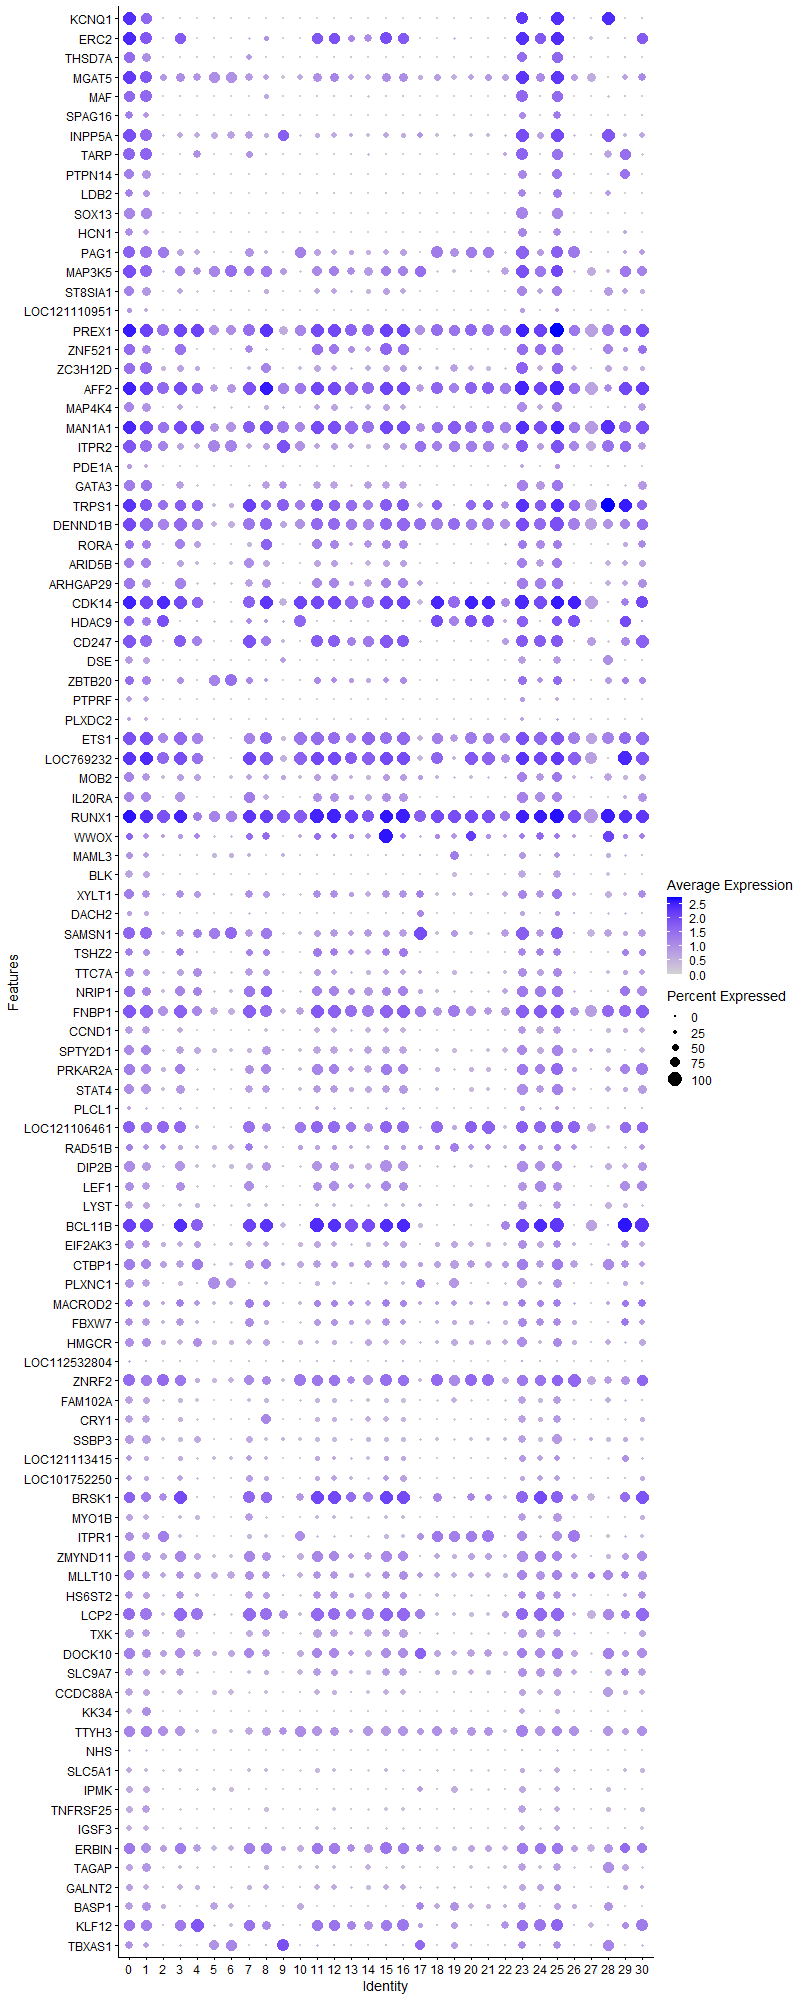 KCNQ1
ERC2
THSD7A
MGAT5
MAF
SPAG16
INPP5A
TARP
PTPN14
LDB2
SOX13
HCN1
PAG1
MAP3K5
ST8SIA1
LOC121110951
PREX1
ZNF521
ZC3H12D
AFF2
MAP4K4
MAN1A1
ITPR2
PDE1A
GATA3
TRPS1
DENND1B
RORA
ARID5B
ARHGAP29
CDK14
HDAC9
CD247
DSE
ZBTB20
PTPRF
PLXDC2
ETS1
LOC769232
MOB2
IL20RA
RUNX1
WWOX
MAML3
BLK
XYLT1
DACH2
SAMSN1
TSHZ2
TTC7A
NRIP1
FNBP1
CCND1
SPTY2D1
PRKAR2A
STAT4
PLCL1
LOC121106461
RAD51B
DIP2B
LEF1
LYST
BCL11B
EIF2AK3
CTBP1
PLXNC1
MACROD2
FBXW7
HMGCR
LOC112532804
ZNRF2
FAM102A
CRY1
SSBP3
LOC121113415
LOC101752250
BRSK1
MYO1B
ITPR1
ZMYND11
MLLT10
HS6ST2
LCP2
TXK
DOCK10
SLC9A7
CCDC88A
KK34
TTYH3
NHS
SLC5A1
IPMK
TNFRSF25
IGSF3
ERBIN
TAGAP
GALNT2
BASP1
KLF12
TBXAS1
Features
0 1 2 3 4 5 6 7 8 9 10 11 12 13 14 15 16 17 18 19 20 21 22 23 24 25 26 27 28 29 30
Identity
Average Expression
2.5
2.0
1.5
1.0
0.5
0.0
Percent Expressed
0
25
50
75
100